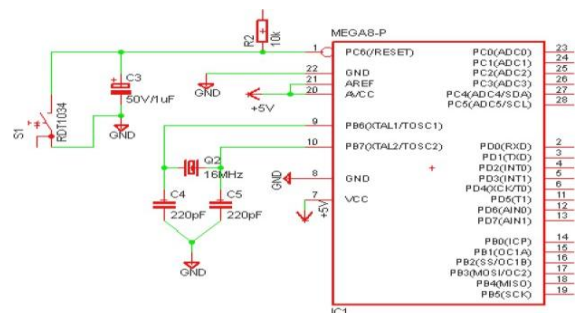 MEGA8-P
R2
10k
1 PC6(/RESET) PC0(ADC0) 23
PC1(ADC1) 24
22 GND PC2(ADC2) 25
21 AREF PC3(ADC3) 26
20 AVCC PC4(ADC4/SDA) 27
PC5(ADC5/SCL) 28
GND
+5V
C3
50V/1uF
GND
S1
RDT1034
9 PB6(XTAL1/TOSC1)
10 PB7(XTAL2/TOSC2) PD0(RXD) 2
PD1(TXD) 3
PD2(INT0) 4
PD3(INT1) 5
PD4(XCK/T0) 6
PD5(T1) 11
PD6(AIN0) 12
PD7(AIN1) 13
Q2
16MHz
GND
8 GND
7 VCC
+5V
C4
220pF
C5
220pF
GND
PB0(ICP) 14
PB1(OC1A) 15
PB2(SS/OC1B) 16
PB3(MOSI/OC2) 17
PB4(MISO) 18
PB5(SCK) 19
IC1